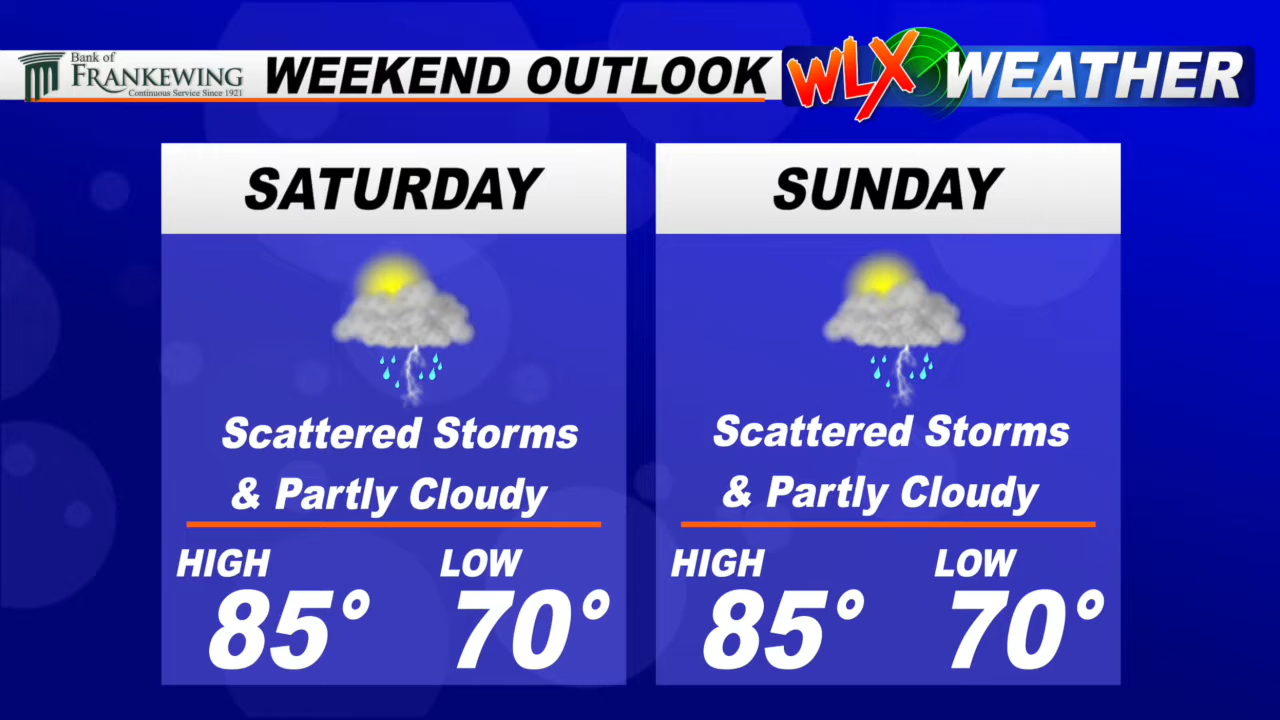 Bank of
FRANKEWING
Continuous Service Since 1921
WEEKEND OUTLOOK
WLX WEATHER
SATURDAY
Scattered Storms
& Partly Cloudy
HIGH LOW
85° 70°
SUNDAY
Scattered Storms
& Partly Cloudy
HIGH LOW
85° 70°